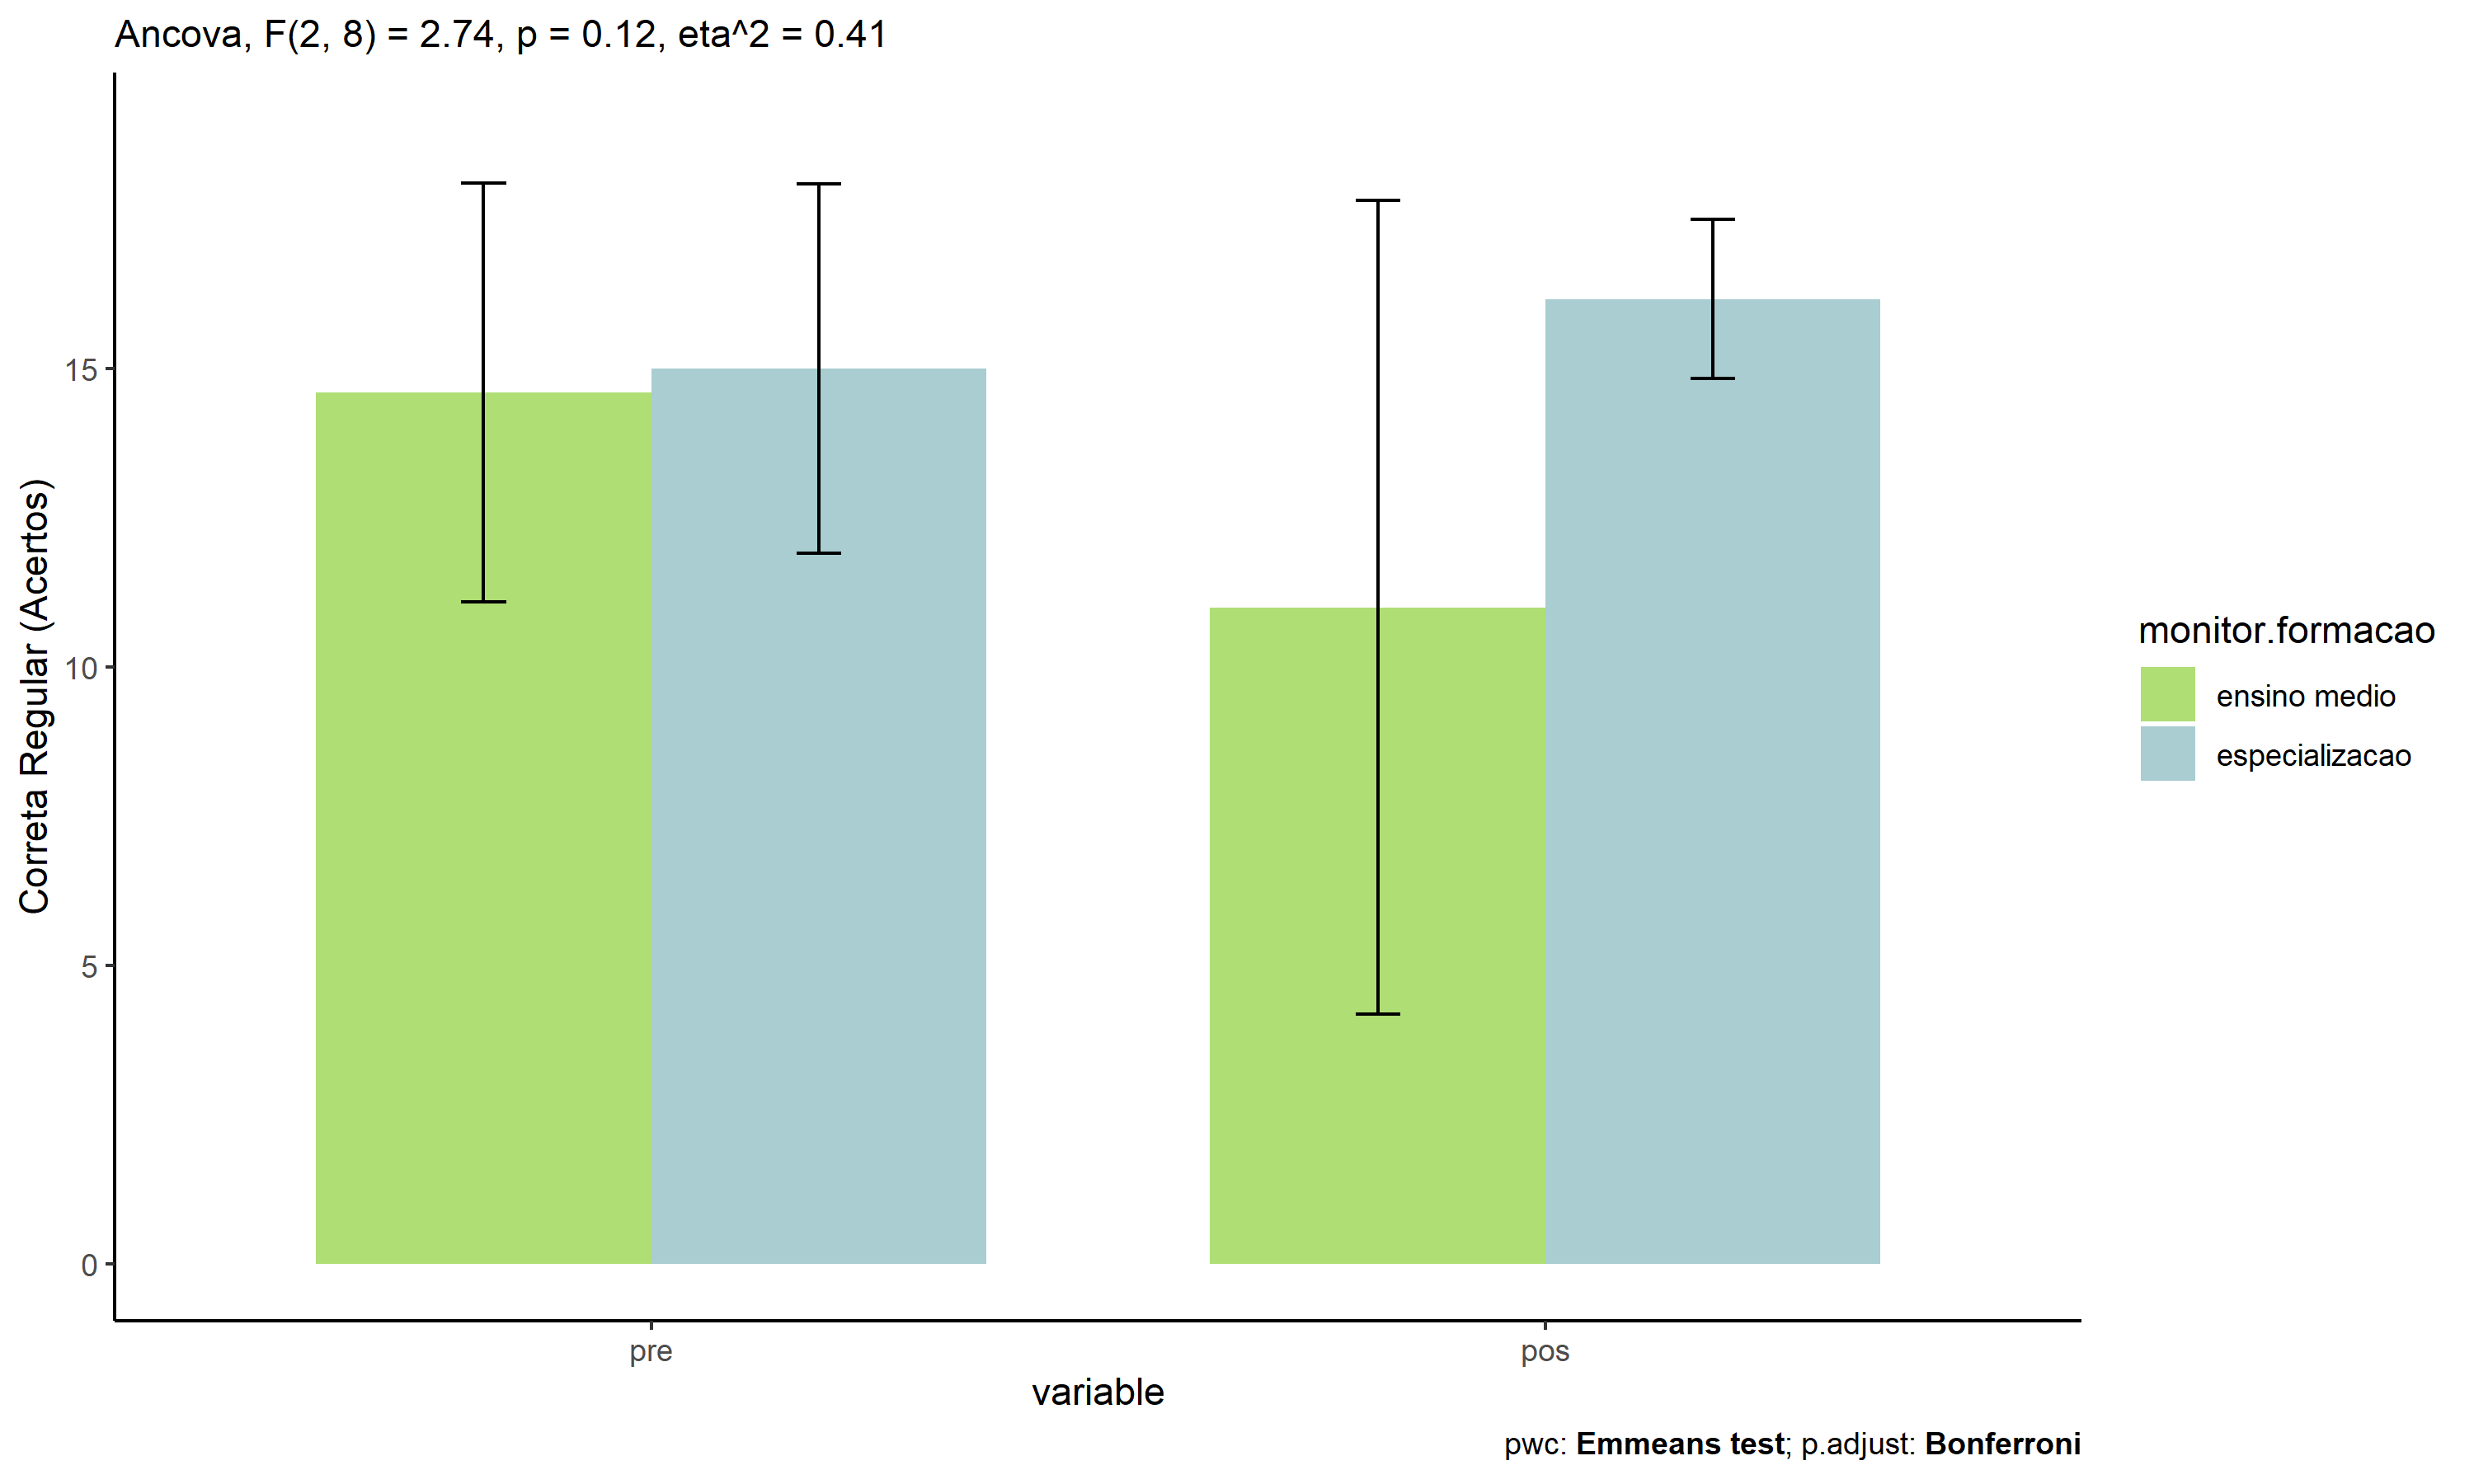 Ancova, F(2, 8) = 2.74, p = 0.12, eta^2 = 0.41
Correta Regular (Acertos)
15
10
5
0
pre
pos
variable
monitor.formacao
ensino medio
especializacao
pwc: Emmeans test; p.adjust: Bonferroni